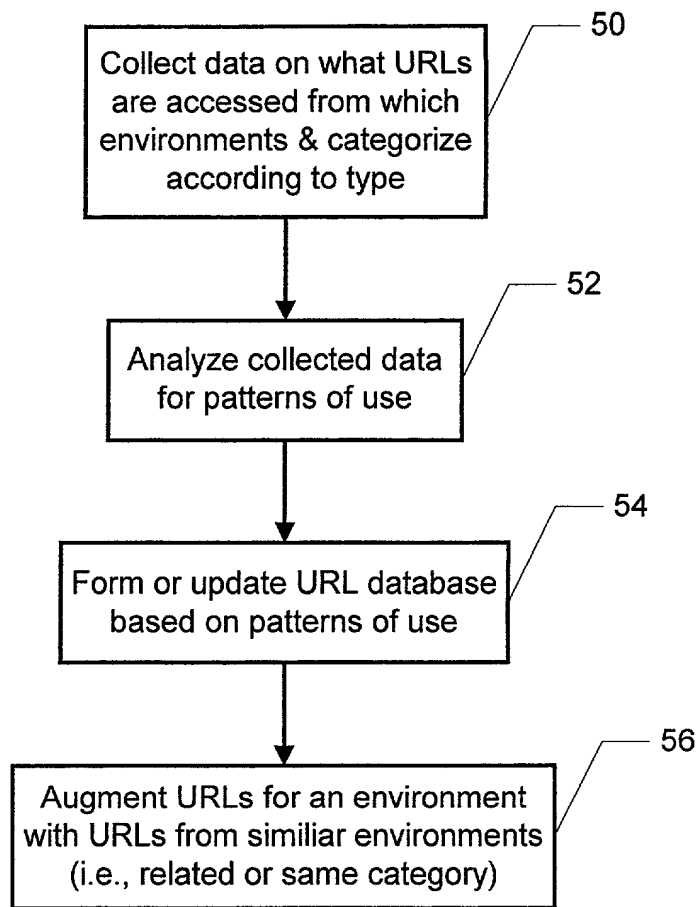 50
Collect data on what URLs
are accessed from which
environments & categorize
according to type
52
Analyze collected data
for patterns of use
54
Form or update URL database
based on patterns of use
56
Augment URLs for an environment
with URLs from similiar environments
(i.e., related or same category)